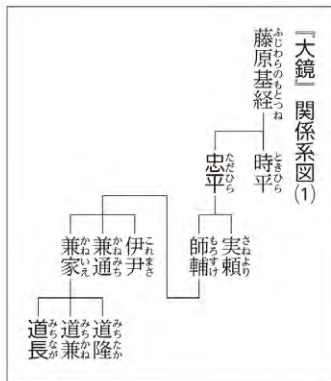 『大鏡』関係系図(1)
藤原基経
ふじわらのもとつね
時平
ときひら
忠平
ただひら
実頼
さねより
師輔
もろすけ
伊尹
これまさ
兼通
かねみち
兼家
かねいえ
道隆
みちたか
道兼
みちかね
道長
みちなが